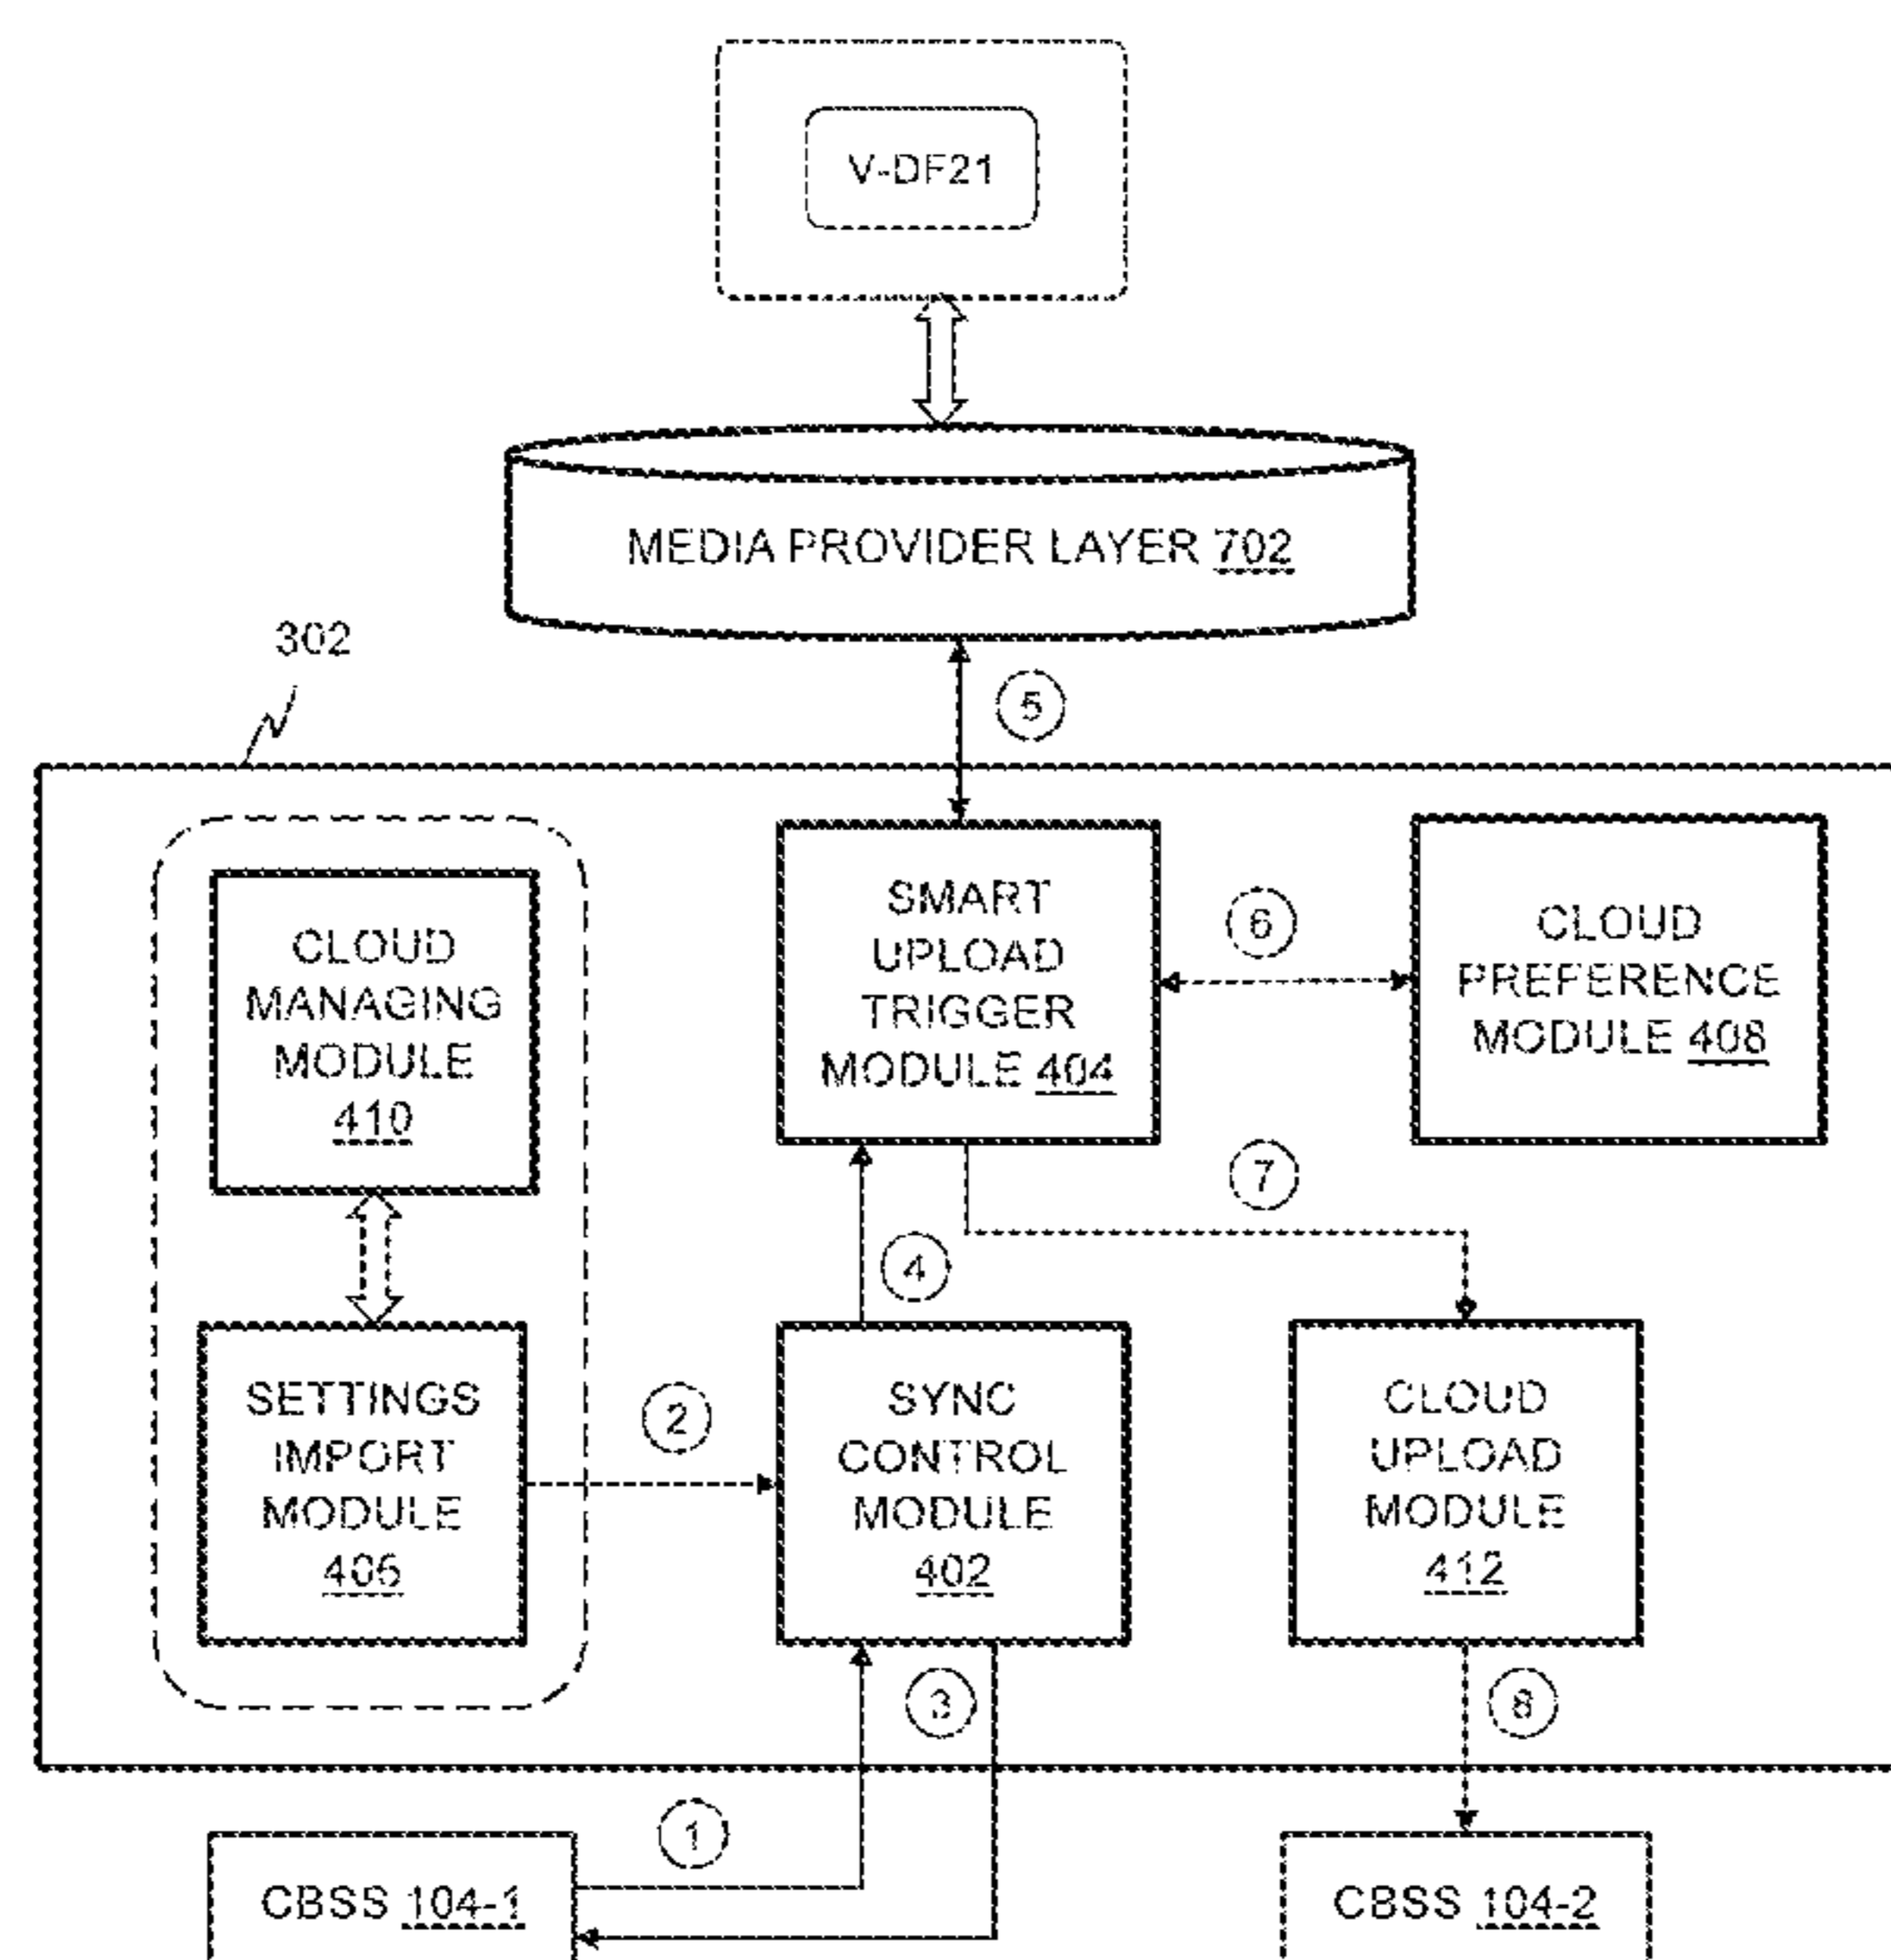 V-DF21
MEDIA PROVIDER LAYER 702
302
5
CLOUD
MANAGING
MODULE
410
SMART
UPLOAD
TRIGGER
MODULE 404
6
CLOUD
PREFERENCE
MODULE 408
7
4
SETTINGS
IMPORT
MODULE
406
2
SYNC
CONTROL
MODULE
402
CLOUD
UPLOAD
MODULE
412
3
8
1
CBSS 104-1
CBSS 104-2